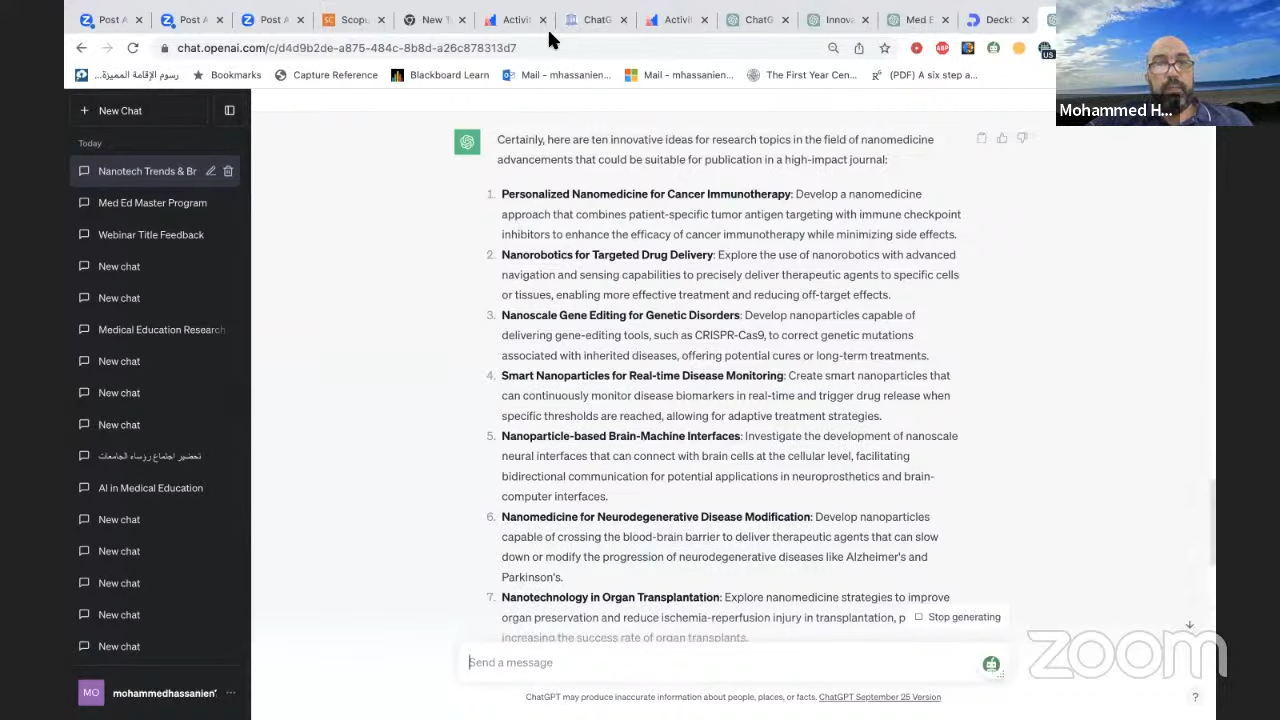 Post A
Post A
Post A
Scopu
New T
Activit
ChatG
Activit
ChatG
Innova
Med E
Deckt
chat.openai.com/c/d4d9b2de-a875-484c-8b8d-a26c878313d7
ABP
US
رسوم الإقامة المميزة...
Bookmarks
Capture Reference
Blackboard Learn
Mail - mhassanien...
Mail - mhassanien...
The First Year Cen...
(PDF) A six step a...
Mohammed H...
+ New Chat
Today
Nanotech Trends & Br
Med Ed Master Program
Webinar Title Feedback
New chat
New chat
Medical Education Research
New chat
New chat
New chat
تحضير اجتماع رؤساء الجامعات
AI in Medical Education
New chat
New chat
New chat
New chat
New chat
MO mohammedhassanien1 ...
Certainly, here are ten innovative ideas for research topics in the field of nanomedicine
advancements that could be suitable for publication in a high-impact journal:
1. Personalized Nanomedicine for Cancer Immunotherapy: Develop a nanomedicine
approach that combines patient-specific tumor antigen targeting with immune checkpoint
inhibitors to enhance the efficacy of cancer immunotherapy while minimizing side effects.
2. Nanorobotics for Targeted Drug Delivery: Explore the use of nanorobotics with advanced
navigation and sensing capabilities to precisely deliver therapeutic agents to specific cells
or tissues, enabling more effective treatment and reducing off-target effects.
3. Nanoscale Gene Editing for Genetic Disorders: Develop nanoparticles capable of
delivering gene-editing tools, such as CRISPR-Cas9, to correct genetic mutations
associated with inherited diseases, offering potential cures or long-term treatments.
4. Smart Nanoparticles for Real-time Disease Monitoring: Create smart nanoparticles that
can continuously monitor disease biomarkers in real-time and trigger drug release when
specific thresholds are reached, allowing for adaptive treatment strategies.
5. Nanoparticle-based Brain-Machine Interfaces: Investigate the development of nanoscale
neural interfaces that can connect with brain cells at the cellular level, facilitating
bidirectional communication for potential applications in neuroprosthetics and brain-
computer interfaces.
6. Nanomedicine for Neurodegenerative Disease Modification: Develop nanoparticles
capable of crossing the blood-brain barrier to deliver therapeutic agents that can slow
down or modify the progression of neurodegenerative diseases like Alzheimer's and
Parkinson's.
7. Nanotechnology in Organ Transplantation: Explore nanomedicine strategies to improve
organ preservation and reduce ischemia-reperfusion injury in transplantation, p
Stop generating
increasing the success rate of organ transplants.
Send a message
ChatGPT may produce inaccurate information about people, places, or facts. ChatGPT September 25 Version
?
zoom